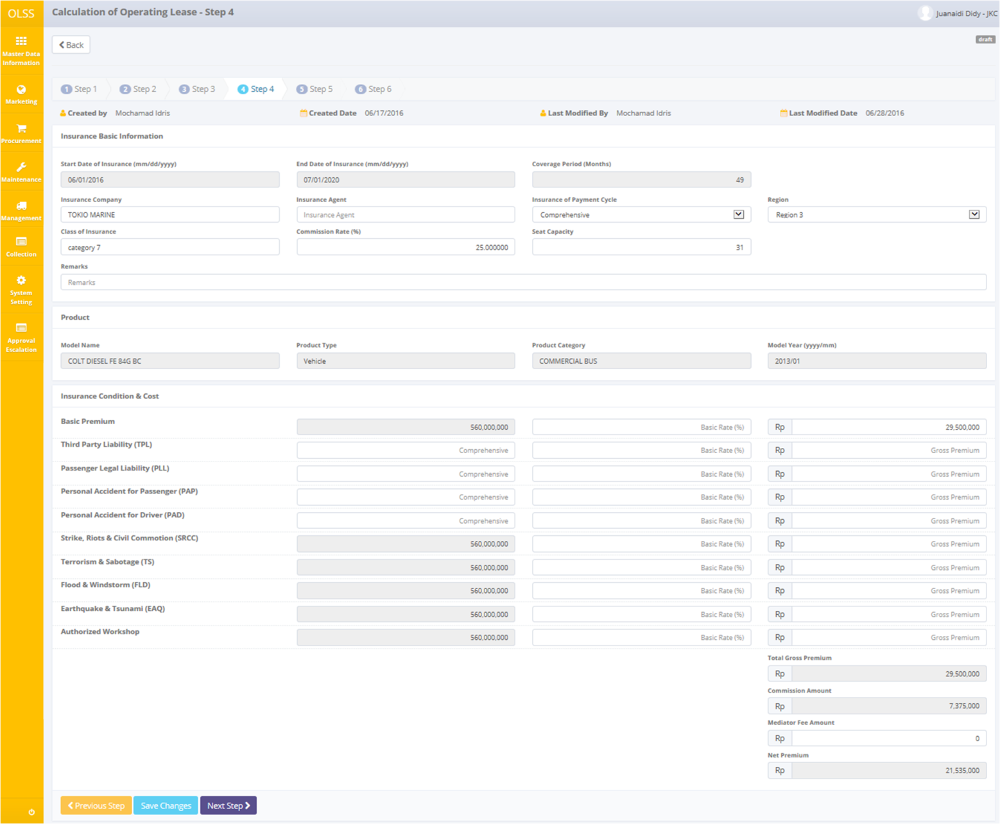 OLSS
Calculation of Operating Lease - Step 4
Juanaidi Didy - JKC
Master Data
Information
Marketing
Procurement
Maintenance
Management
Collection
System
Setting
Approval
Escalation
Back
draft
1 Step 1
2 Step 2
3 Step 3
4 Step 4
5 Step 5
6 Step 6
Created by Mochamad Idris
Created Date 06/17/2016
Last Modified By Mochamad Idris
Last Modified Date 06/28/2016
Insurance Basic Information
Start Date of Insurance (mm/dd/yyyy)
06/01/2016
End Date of Insurance (mm/dd/yyyy)
07/01/2020
Coverage Period (Months)
49
Insurance Company
TOKIO MARINE
Insurance Agent
Insurance Agent
Insurance of Payment Cycle
Comprehensive
Region
Region 3
Class of Insurance
category 7
Commission Rate (%)
25.000000
Seat Capacity
31
Remarks
Remarks
Product
Model Name
COLT DIESEL FE 84G BC
Product Type
Vehicle
Product Category
COMMERCIAL BUS
Model Year (yyyy/mm)
2013/01
Insurance Condition & Cost
Basic Premium 560,000,000 Basic Rate (%) Rp 29,500,000
Third Party Liability (TPL) Comprehensive Basic Rate (%) Rp Gross Premium
Passenger Legal Liability (PLL) Comprehensive Basic Rate (%) Rp Gross Premium
Personal Accident for Passenger (PAP) Comprehensive Basic Rate (%) Rp Gross Premium
Personal Accident for Driver (PAD) Comprehensive Basic Rate (%) Rp Gross Premium
Strike, Riots & Civil Commotion (SRCC) 560,000,000 Basic Rate (%) Rp Gross Premium
Terrorism & Sabotage (TS) 560,000,000 Basic Rate (%) Rp Gross Premium
Flood & Windstorm (FLD) 560,000,000 Basic Rate (%) Rp Gross Premium
Earthquake & Tsunami (EAQ) 560,000,000 Basic Rate (%) Rp Gross Premium
Authorized Workshop 560,000,000 Basic Rate (%) Rp Gross Premium
Total Gross Premium
Rp 29,500,000
Commission Amount
Rp 7,375,000
Mediator Fee Amount
Rp 0
Net Premium
Rp 21,535,000
Previous Step
Save Changes
Next Step